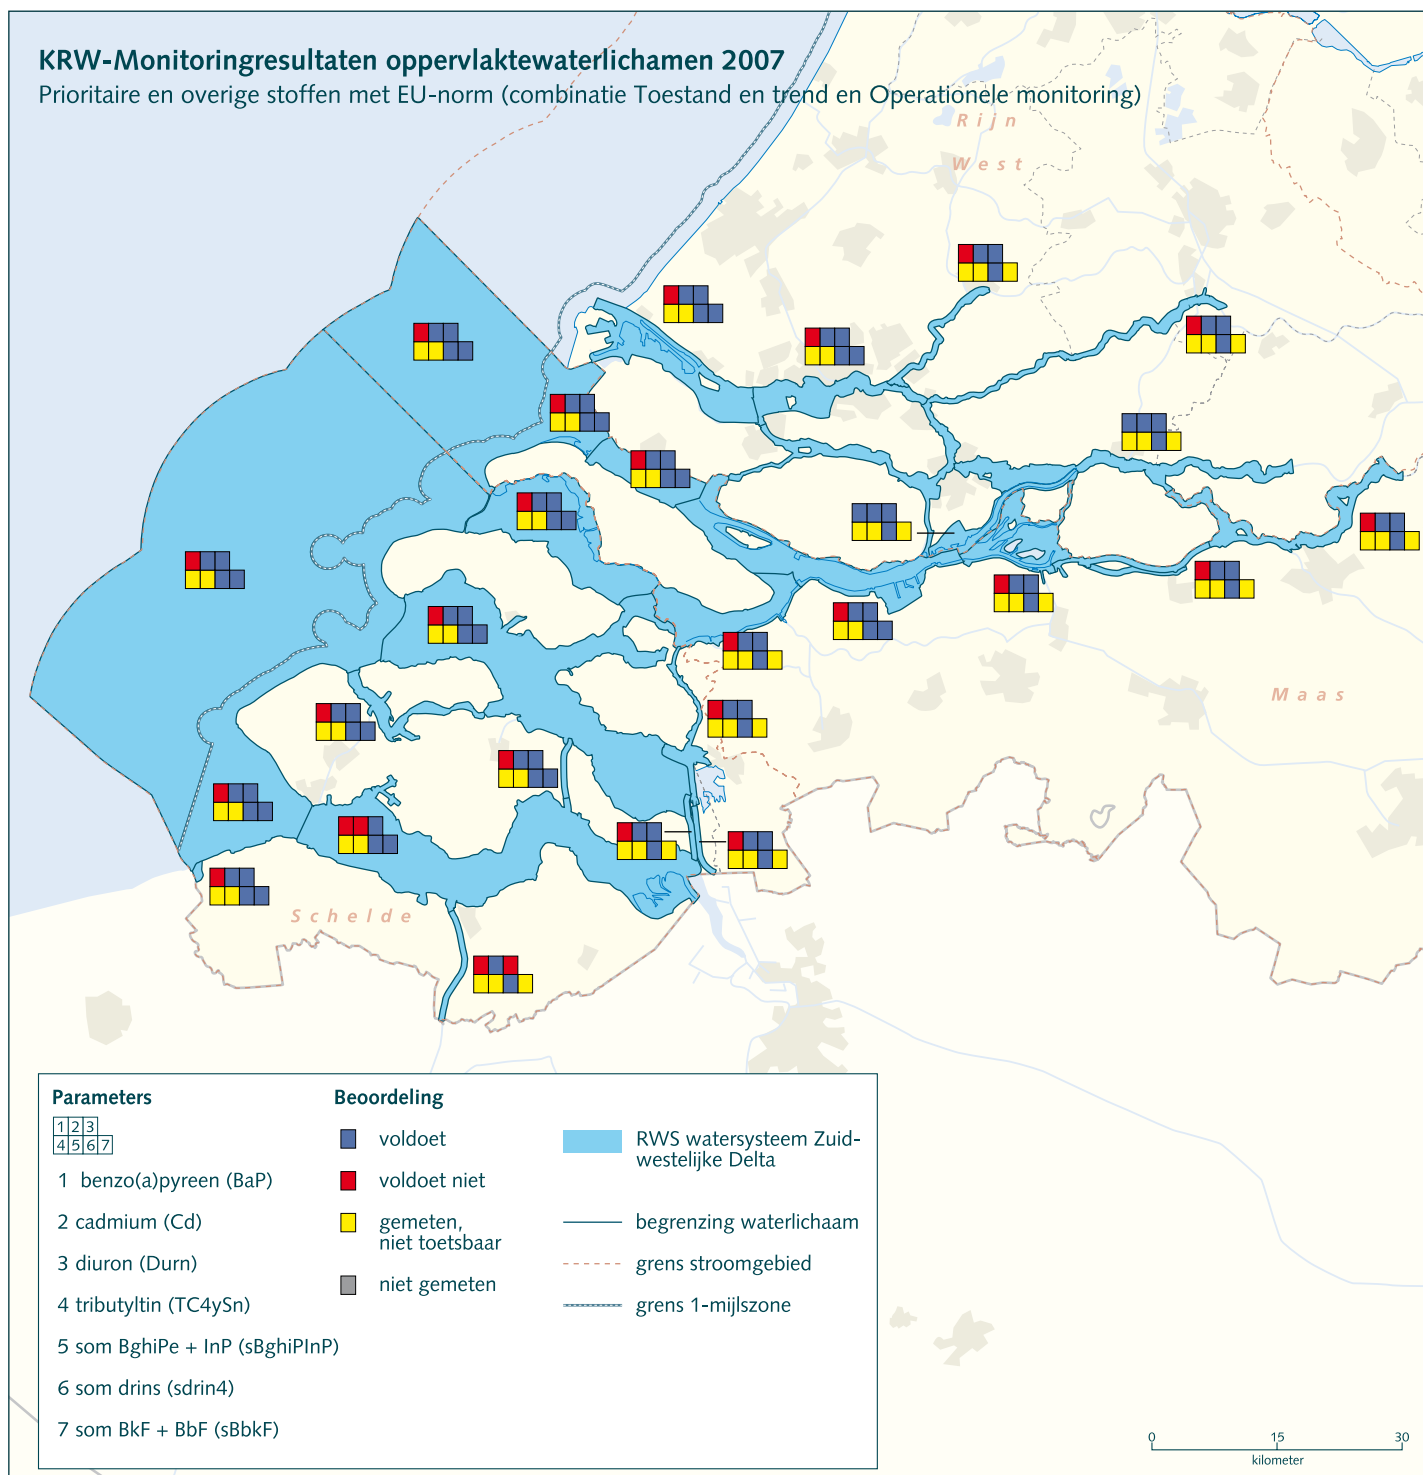 KRW-Monitoringresultaten oppervlaktewaterlichamen 2007
Prioritaire en overige stoffen met EU-norm (combinatie Toestand en trend en Operationele monitoring)
Rijn
West
Maas
Schelde
Parameters
1 2 3
4 5 6 7
1 benzo(a)pyreen (BaP)
2 cadmium (Cd)
3 diuron (Durn)
4 tributyltin (TC4ySn)
5 som BghiPe + InP (sBghiPInP)
6 som drins (sdrin4)
7 som BkF + BbF (sBbkF)
Beoordeling
voldoet
voldoet niet
gemeten,
niet toetsbaar
niet gemeten
RWS watersysteem Zuid-
westelijke Delta
begrenzing waterlichaam
grens stroomgebied
grens 1-mijlszone
0 15 30
kilometer